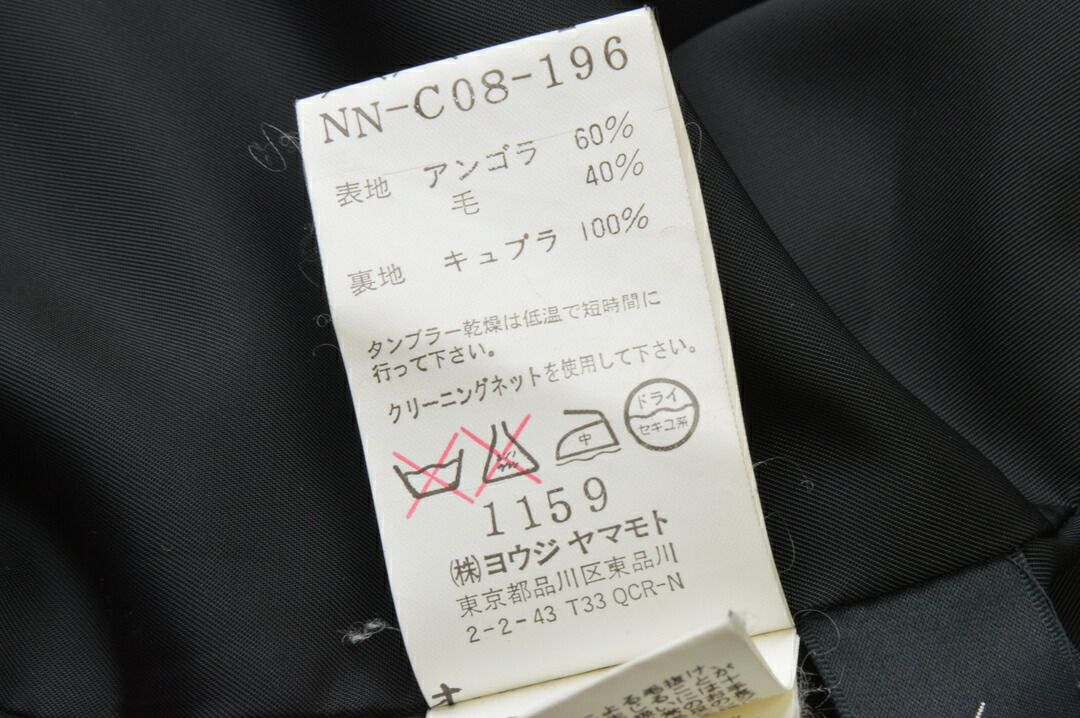 NN-C08-196
表地 アンゴラ 60%
毛 40%
裏地 キュプラ 100%
タンブラー乾燥は低温で短時間に
行って下さい。
クリーニングネットを使用して下さい。
中
ドライ
セキユ系
1159
㈱ヨウジ ヤマモト
東京都品川区東品川
2-2-43 T33 QCR-N